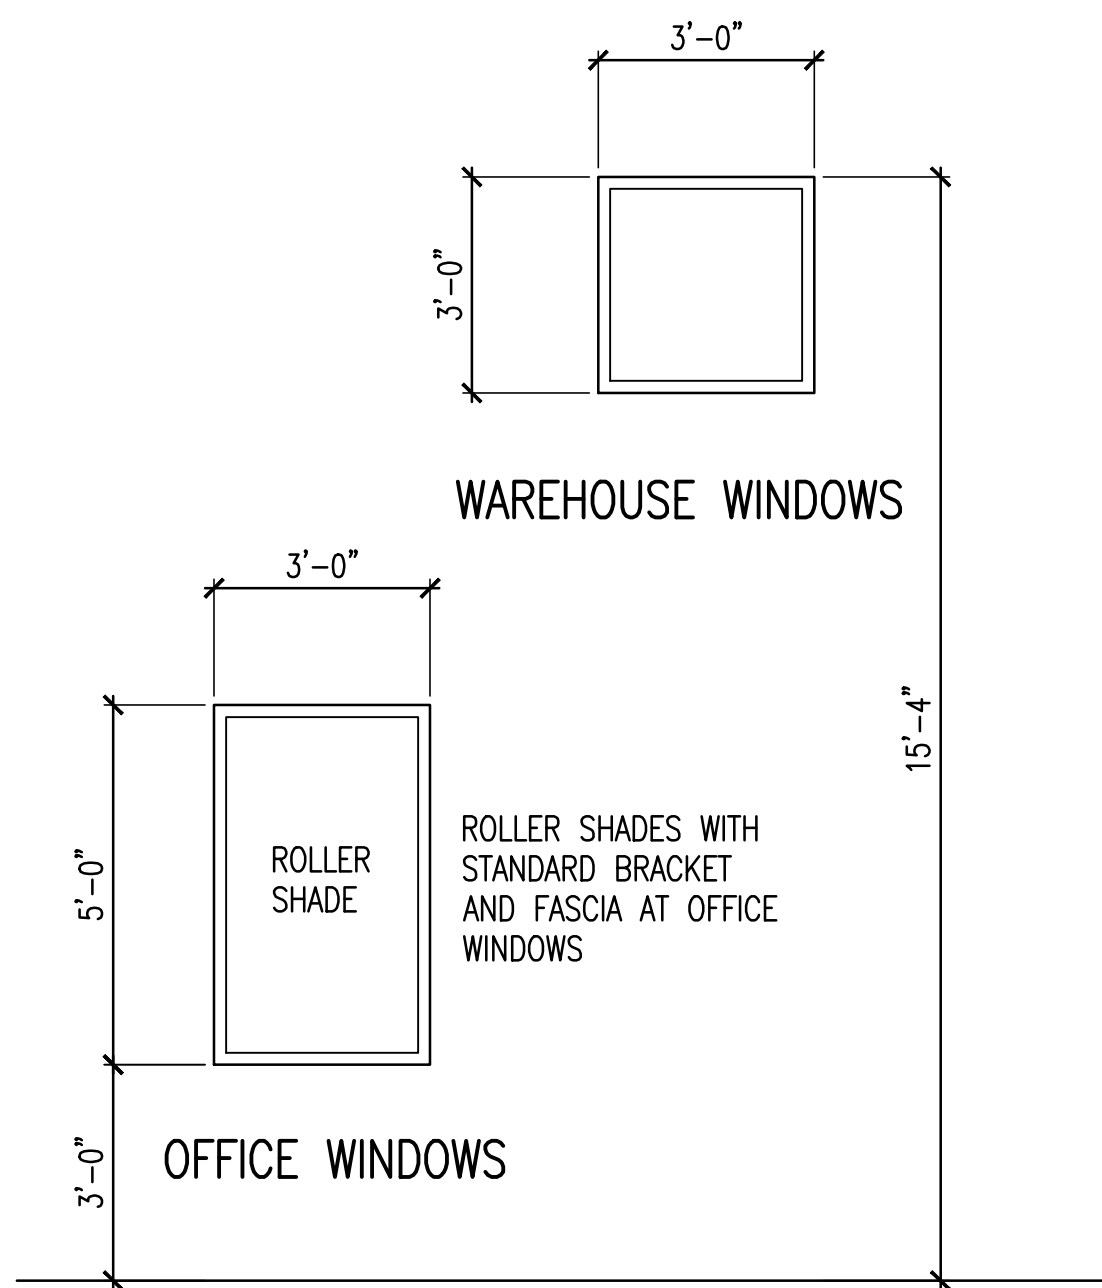 3'-0"
3'-0"
WAREHOUSE WINDOWS
3'-0"
15'-4"
5'-0"
ROLLER
SHADE
ROLLER SHADES WITH
STANDARD BRACKET
AND FASCIA AT OFFICE
WINDOWS
3'-0"
OFFICE WINDOWS